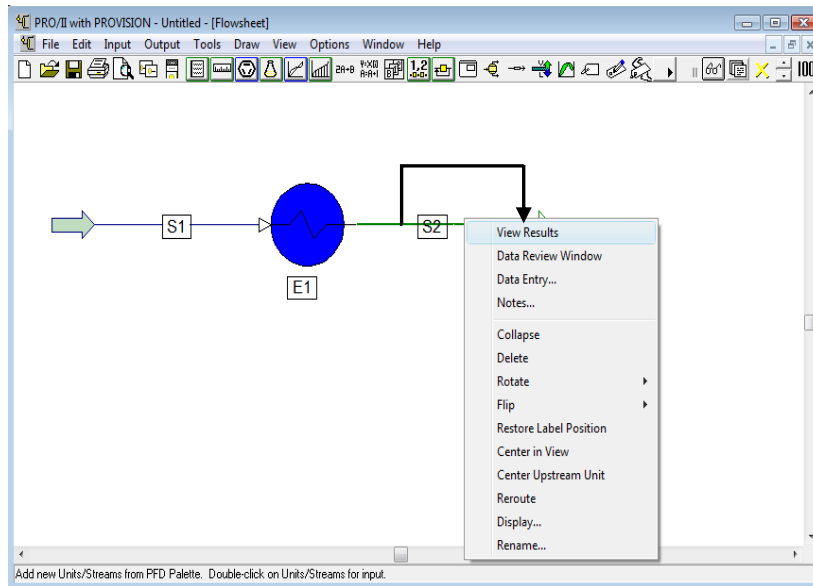 PRO/II with PROVISION - Untitled - [Flowsheet]
File Edit Input Output Tools Draw View Options Window Help
S1
S2
E1
View Results
Data Review Window
Data Entry...
Notes...
Collapse
Delete
Rotate
Flip
Restore Label Position
Center in View
Center Upstream Unit
Reroute
Display...
Rename...
Add new Units/Streams from PFD Palette. Double-click on Units/Streams for input.